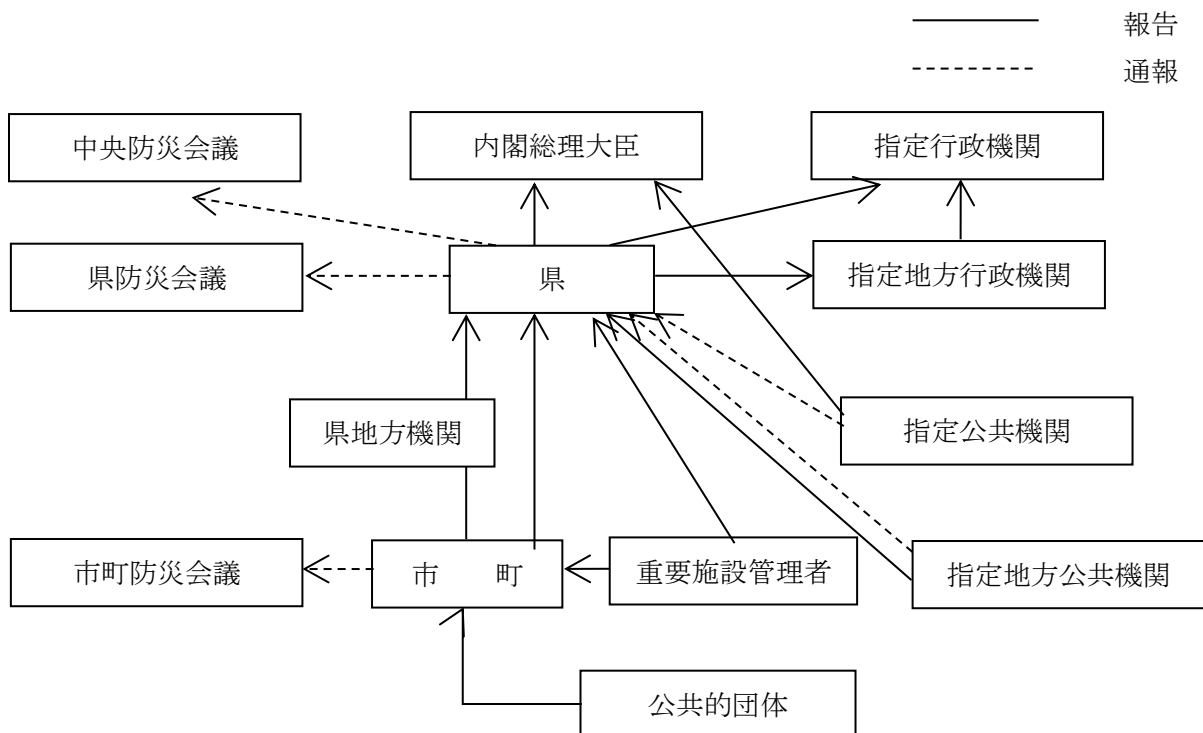 報告
通報
中央防災会議
内閣総理大臣
指定行政機関
県防災会議
県
指定地方行政機関
県地方機関
指定公共機関
市町防災会議
市　町
重要施設管理者
指定地方公共機関
公共的団体